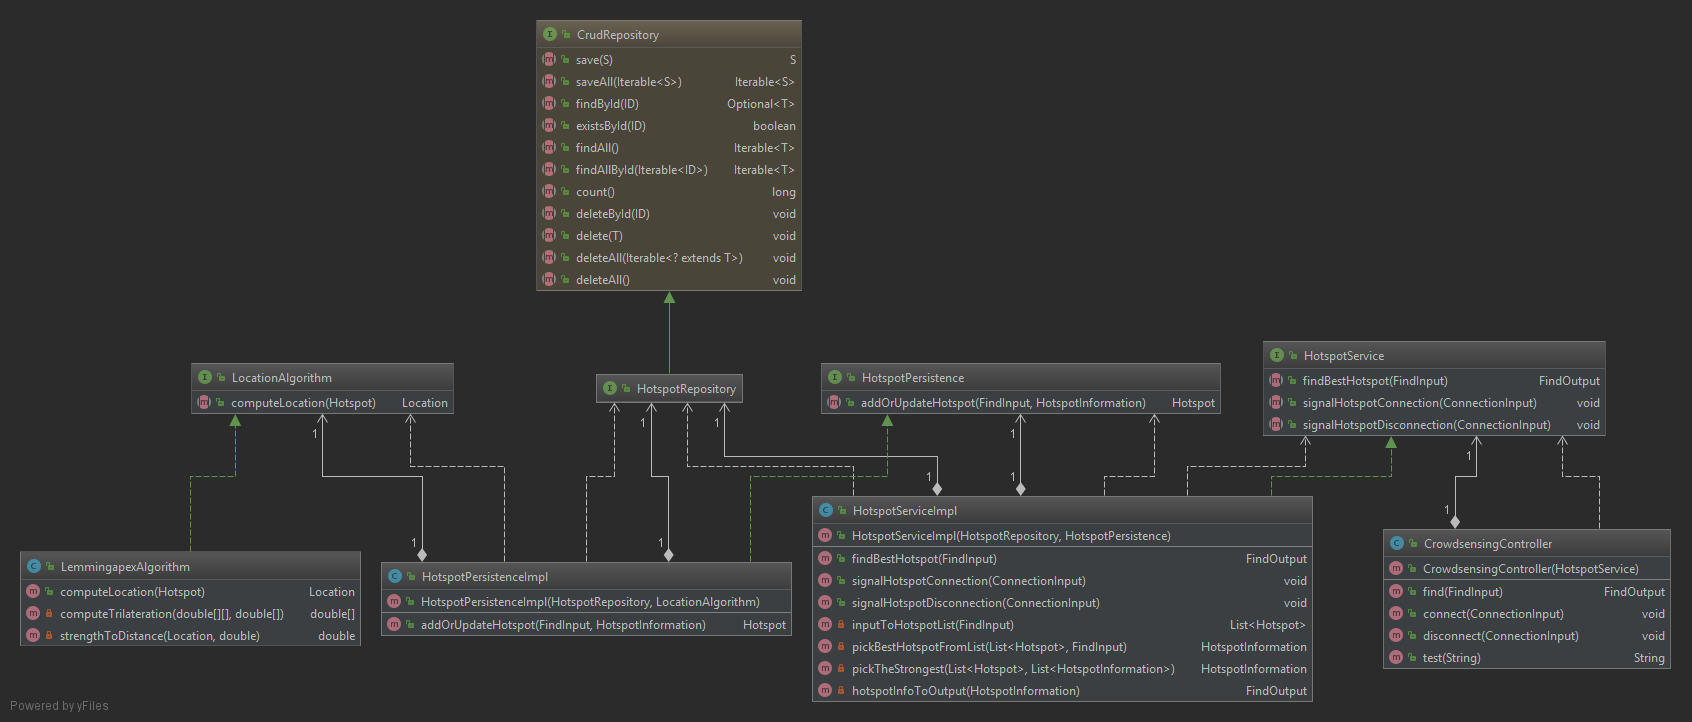 CrudRepository
save(S) S
saveAll(Iterable<S>) Iterable<S>
findById(ID) Optional<T>
existsById(ID) boolean
findAll() Iterable<T>
findAllById(Iterable<ID>) Iterable<T>
count() long
deleteById(ID) void
delete(T) void
deleteAll(Iterable<? extends T>) void
deleteAll() void
LocationAlgorithm
computeLocation(Hotspot) Location
HotspotRepository
HotspotPersistence
addOrUpdateHotspot(FindInput, HotspotInformation) Hotspot
HotspotService
findBestHotspot(FindInput) FindOutput
signalHotspotConnection(ConnectionInput) void
signalHotspotDisconnection(ConnectionInput) void
1
1
1
1
1
1
1
1
1
1
LemmingapexAlgorithm
computeLocation(Hotspot) Location
computeTrilateration(double[][], double[]) double[]
strengthToDistance(Location, double) double
HotspotPersistenceImpl
HotspotPersistenceImpl(HotspotRepository, LocationAlgorithm)
addOrUpdateHotspot(FindInput, HotspotInformation) Hotspot
HotspotServiceImpl
HotspotServiceImpl(HotspotRepository, HotspotPersistence)
findBestHotspot(FindInput) FindOutput
signalHotspotConnection(ConnectionInput) void
signalHotspotDisconnection(ConnectionInput) void
inputToHotspotList(FindInput) List<Hotspot>
pickBestHotspotFromList(List<Hotspot>, FindInput) HotspotInformation
pickTheStrongest(List<Hotspot>, List<HotspotInformation>) HotspotInformation
hotspotInfoToOutput(HotspotInformation) FindOutput
CrowdsensingController
CrowdsensingController(HotspotService)
find(FindInput) FindOutput
connect(ConnectionInput) void
disconnect(ConnectionInput) void
test(String) String
Powered by yFiles